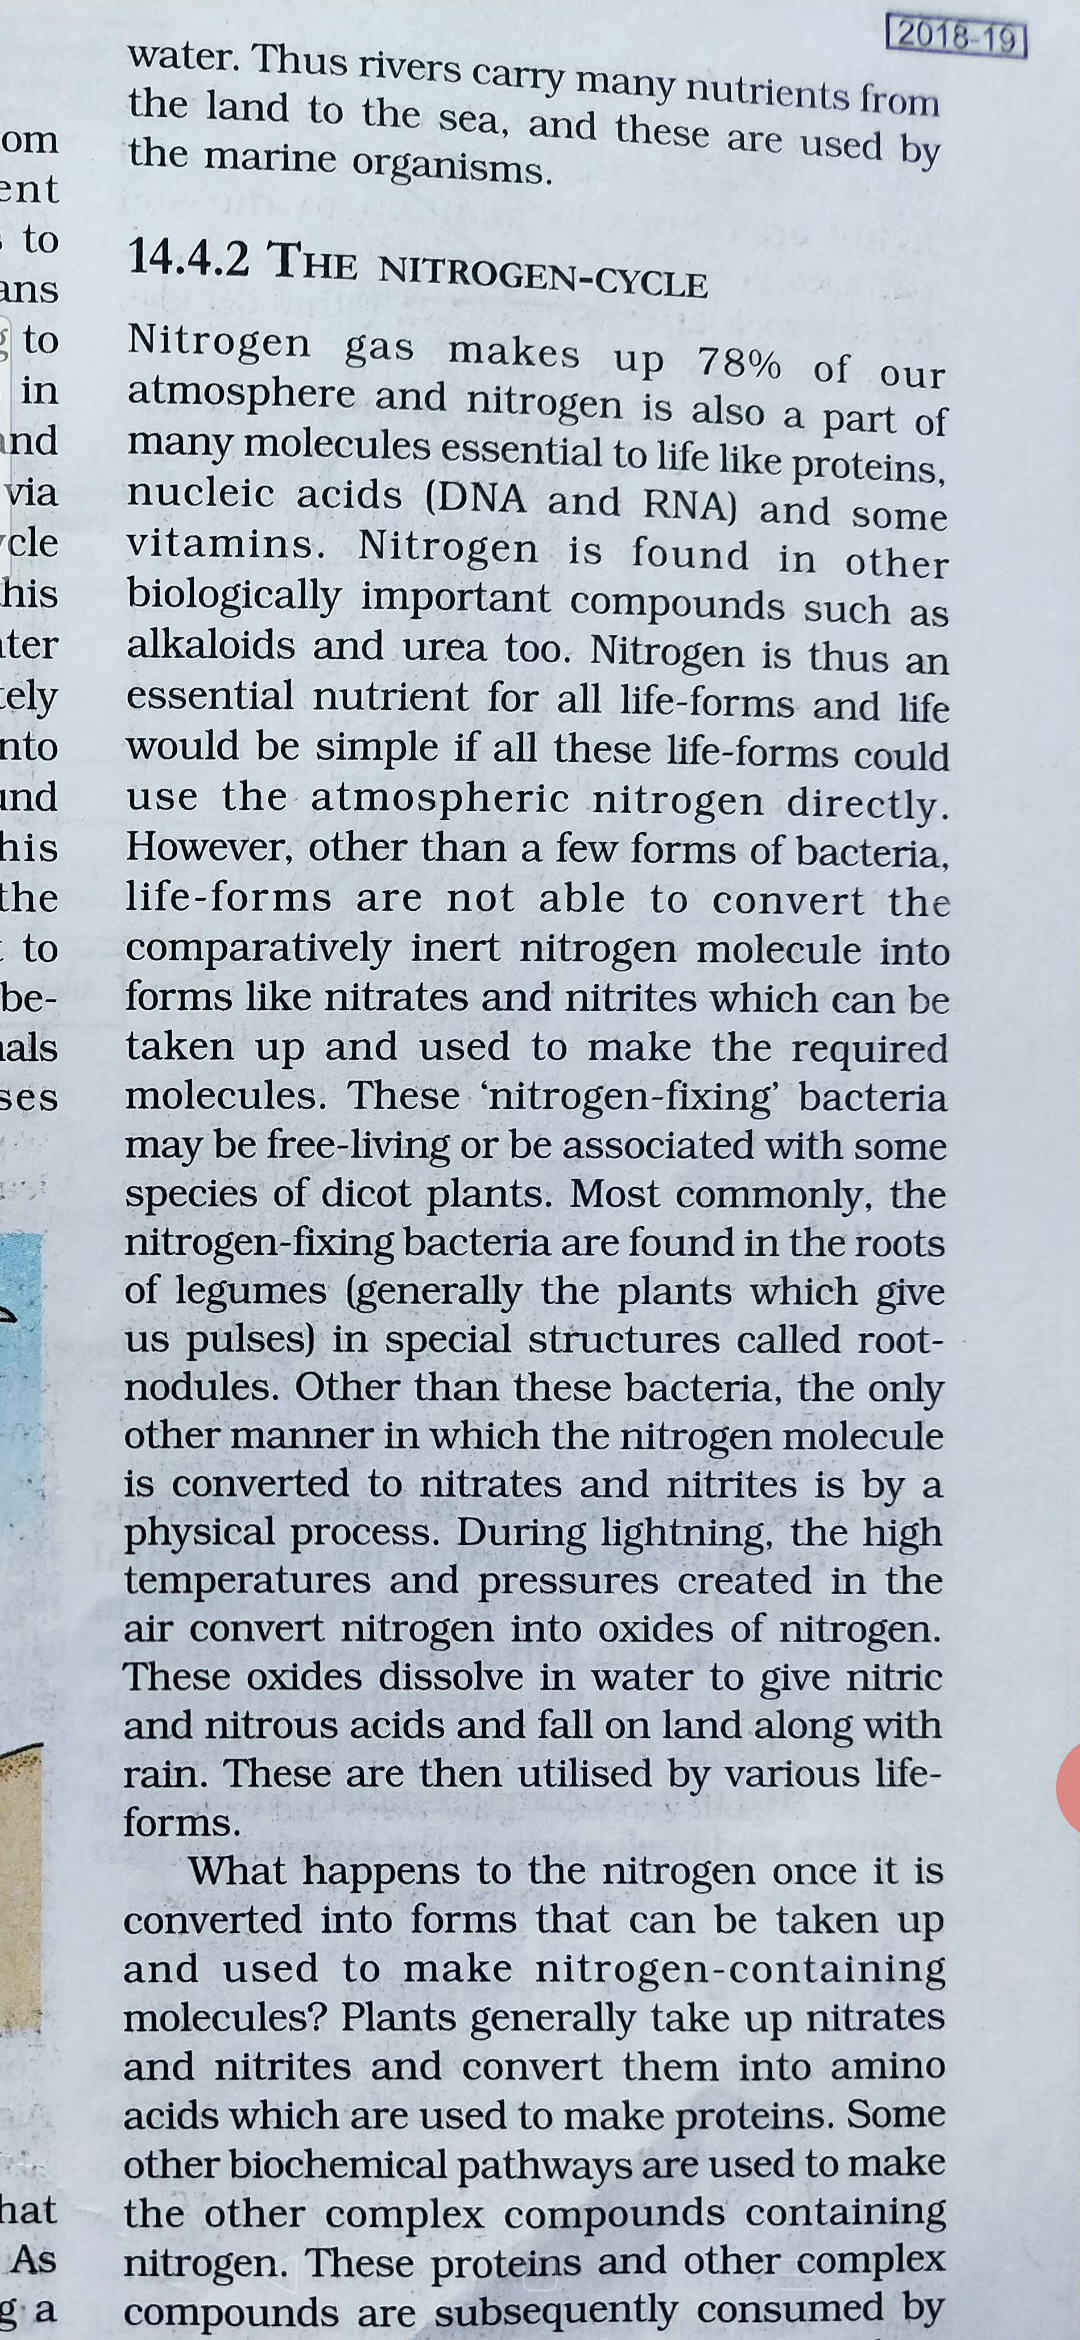 2018-19
water. Thus rivers carry many nutrients from
the land to the sea, and these are used by
the marine organisms.
14.4.2 THE NITROGEN-CYCLE
Nitrogen gas makes up 78% of our
atmosphere and nitrogen is also a part of
many molecules essential to life like proteins,
nucleic acids (DNA and RNA) and some
vitamins. Nitrogen is found in other
biologically important compounds such as
alkaloids and urea too. Nitrogen is thus an
essential nutrient for all life-forms and life
would be simple if all these life-forms could
use the atmospheric nitrogen directly.
However, other than a few forms of bacteria,
life-forms are not able to convert the
comparatively inert nitrogen molecule into
forms like nitrates and nitrites which can be
taken up and used to make the required
molecules. These ‘nitrogen-fixing’ bacteria
may be free-living or be associated with some
species of dicot plants. Most commonly, the
nitrogen-fixing bacteria are found in the roots
of legumes (generally the plants which give
us pulses) in special structures called root-
nodules. Other than these bacteria, the only
other manner in which the nitrogen molecule
is converted to nitrates and nitrites is by a
physical process. During lightning, the high
temperatures and pressures created in the
air convert nitrogen into oxides of nitrogen.
These oxides dissolve in water to give nitric
and nitrous acids and fall on land along with
rain. These are then utilised by various life-
forms.
What happens to the nitrogen once it is
converted into forms that can be taken up
and used to make nitrogen-containing
molecules? Plants generally take up nitrates
and nitrites and convert them into amino
acids which are used to make proteins. Some
other biochemical pathways are used to make
the other complex compounds containing
nitrogen. These proteins and other complex
compounds are subsequently consumed by